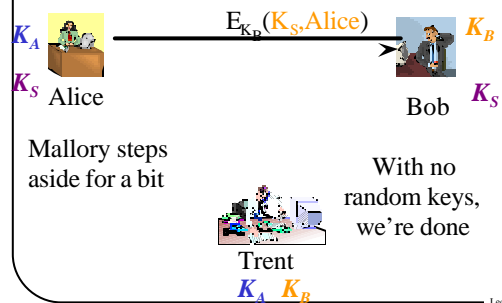 E_{K_B}(K_S,Alice)
K_A
K_B
K_S
Alice
Bob
K_S
Mallory steps
aside for a bit
With no
random keys,
we're done
Trent
K_A K_B